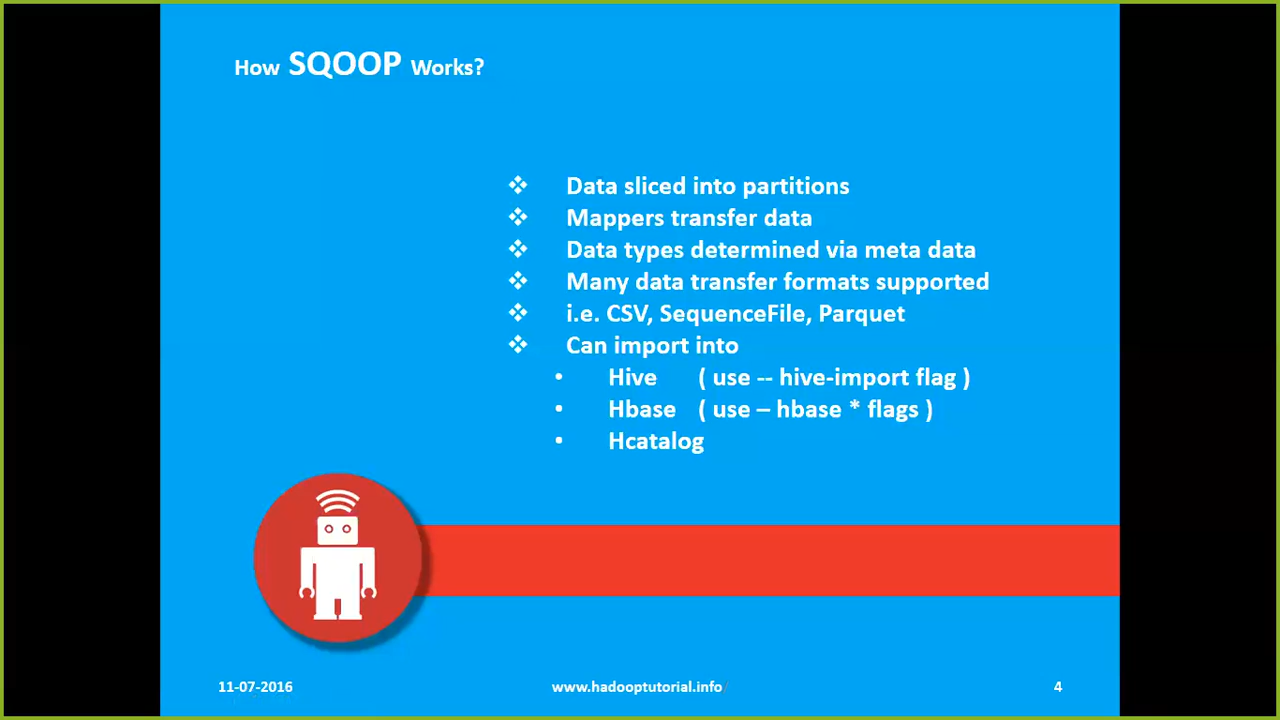 How SQOOP Works?
❖ Data sliced into partitions
❖ Mappers transfer data
❖ Data types determined via meta data
❖ Many data transfer formats supported
❖ i.e. CSV, SequenceFile, Parquet
❖ Can import into
• Hive ( use -- hive-import flag )
• Hbase ( use – hbase * flags )
• Hcatalog
11-07-2016 www.hadooptutorial.info 4